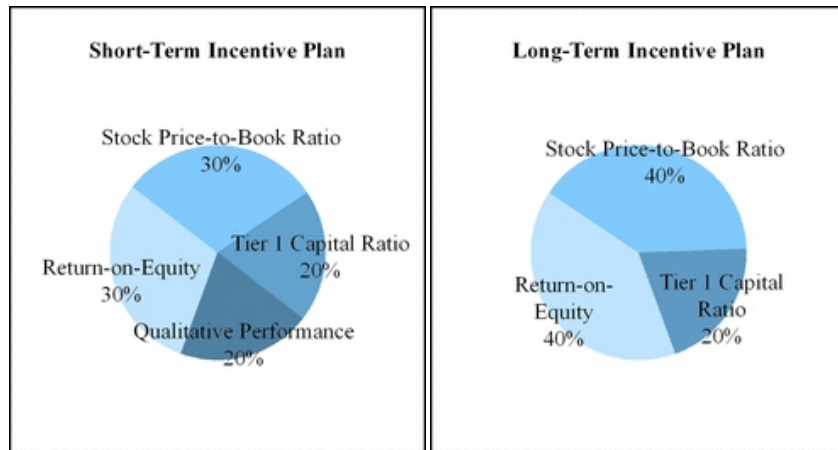 Short-Term Incentive Plan
Stock Price-to-Book Ratio
30%
Tier 1 Capital Ratio
20%
Return-on-Equity
30%
Qualitative Performance
20%
Long-Term Incentive Plan
Stock Price-to-Book Ratio
40%
Return-on-
Equity
40%
Tier 1 Capital
Ratio
20%